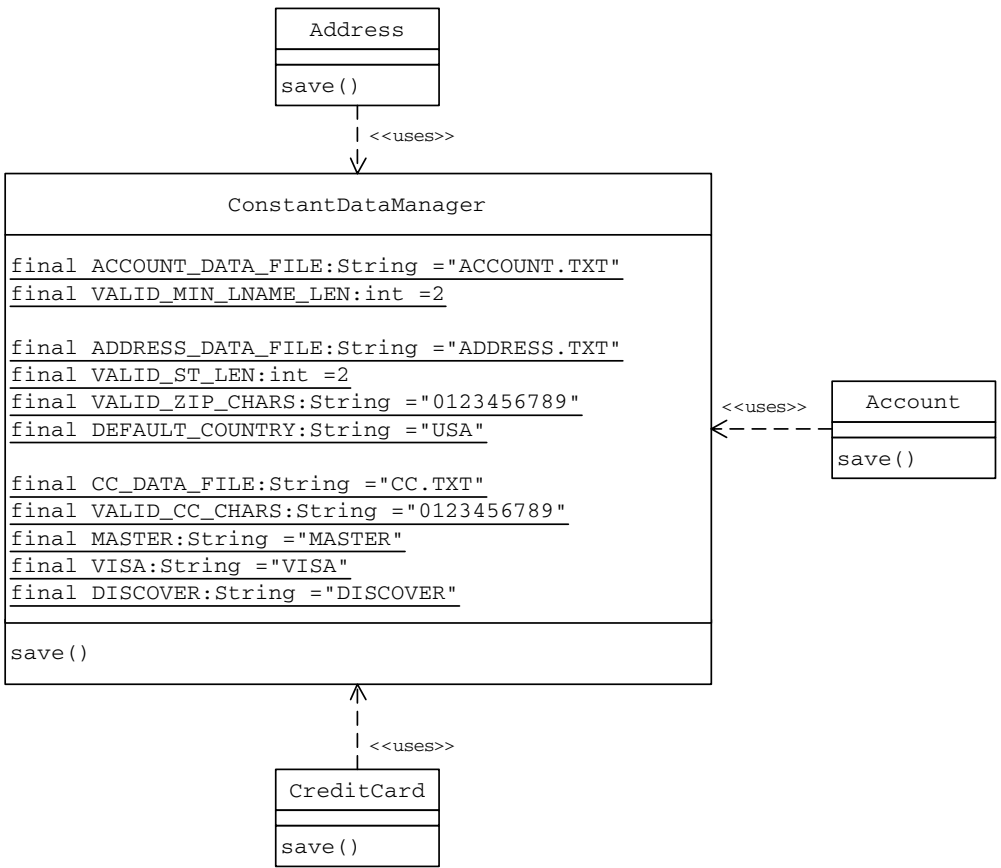 Address
save()
<<uses>>
ConstantDataManager
final ACCOUNT_DATA_FILE:String ="ACCOUNT.TXT"
final VALID_MIN_LNAME_LEN:int =2
final ADDRESS_DATA_FILE:String ="ADDRESS.TXT"
final VALID_ST_LEN:int =2
final VALID_ZIP_CHARS:String ="0123456789"
final DEFAULT_COUNTRY:String ="USA"
final CC_DATA_FILE:String ="CC.TXT"
final VALID_CC_CHARS:String ="0123456789"
final MASTER:String ="MASTER"
final VISA:String ="VISA"
final DISCOVER:String ="DISCOVER"
save()
<<uses>>
Account
save()
<<uses>>
CreditCard
save()